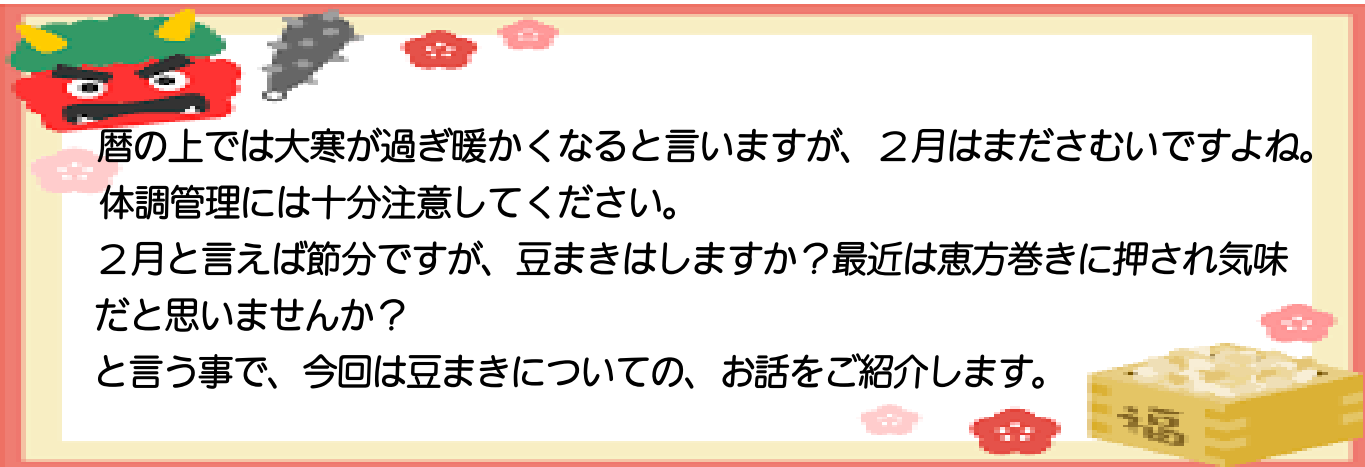 暦の上では大寒が過ぎ暖かくなると言いますが、２月はまださむいですよね。
体調管理には十分注意してください。
２月と言えば節分ですが、豆まきはしますか？最近は恵方巻きに押され気味
だと思いませんか？
と言う事で、今回は豆まきについての、お話をご紹介します。
福